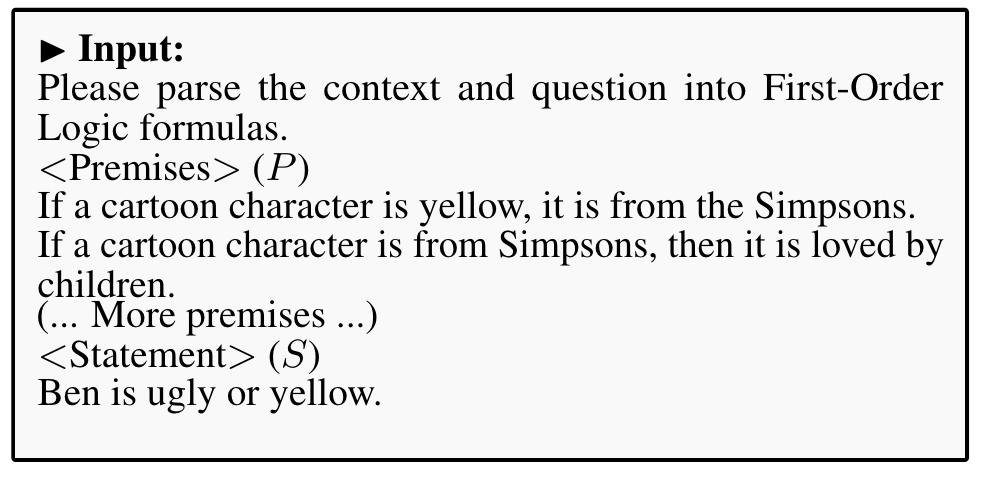 ▶ Input:
Please parse the context and question into First-Order
Logic formulas.
<Premises> (P)
If a cartoon character is yellow, it is from the Simpsons.
If a cartoon character is from Simpsons, then it is loved by
children.
(... More premises ...)
<Statement> (S)
Ben is ugly or yellow.